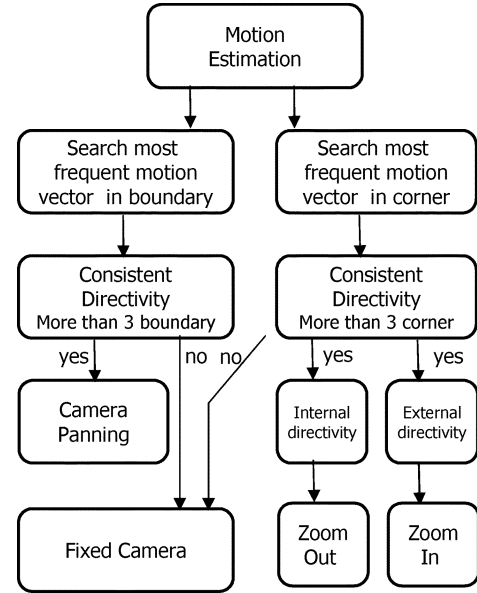 Motion
Estimation
Search most
frequent motion
vector in boundary
Search most
frequent motion
vector in corner
Consistent
Directivity
More than 3 boundary
Consistent
Directivity
More than 3 corner
yes
no
no
yes
yes
Camera
Panning
Internal
directivity
External
directivity
Fixed Camera
Zoom
Out
Zoom
In